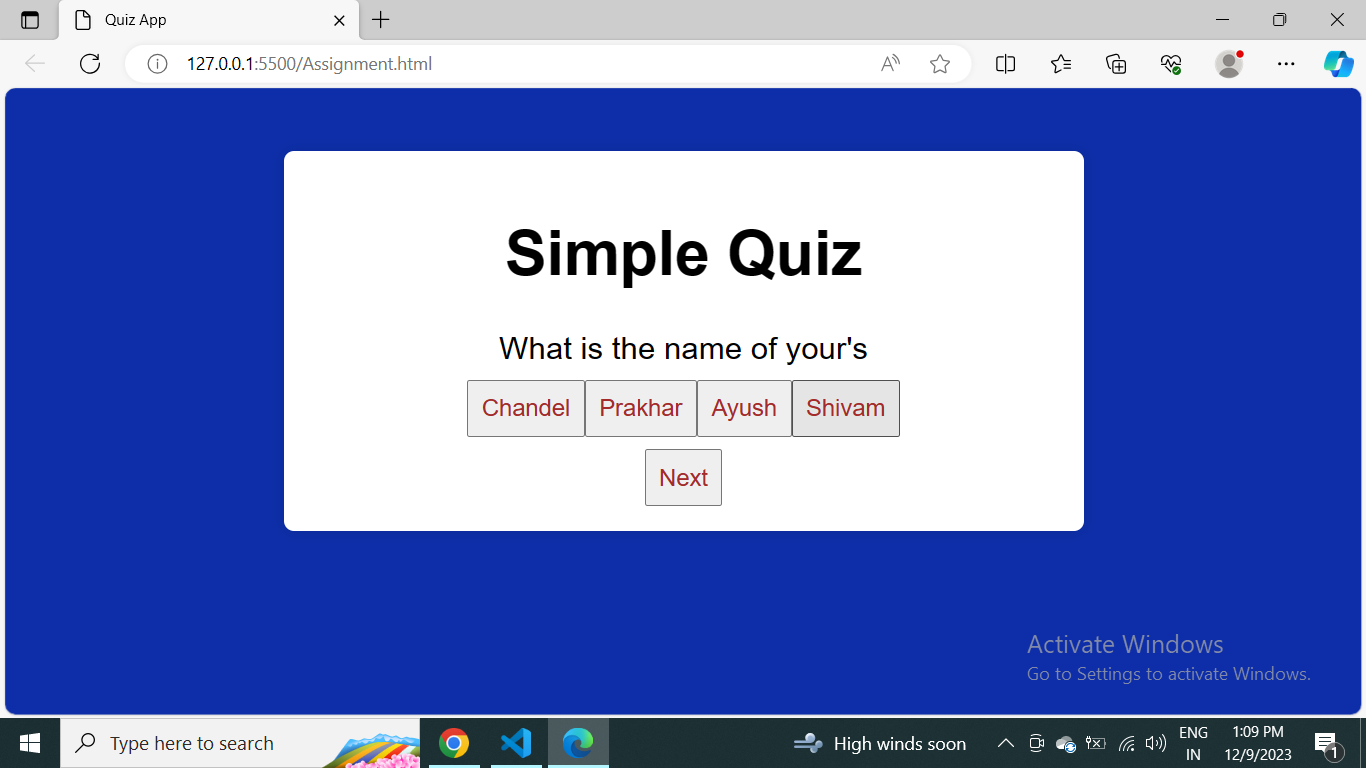 Quiz App
127.0.0.1:5500/Assignment.html
Simple Quiz
What is the name of your's
Chandel Prakhar Ayush Shivam
Next
Activate Windows
Go to Settings to activate Windows.
Type here to search
High winds soon
ENG
IN
1:09 PM
12/9/2023
1